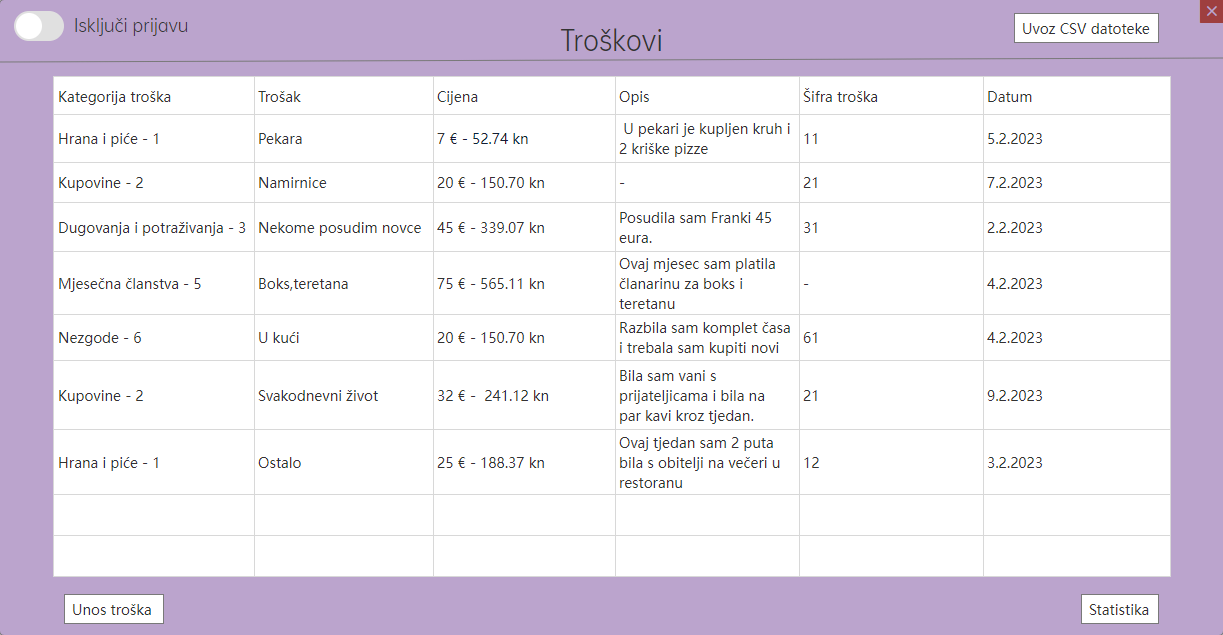 Isključi prijavu
Troškovi
Uvoz CSV datoteke
Kategorija troška Trošak Cijena Opis Šifra troška Datum
Hrana i piće - 1 Pekara 7 € - 52.74 kn U pekari je kupljen kruh i
2 kriške pizze 11 5.2.2023
Kupovine - 2 Namirnice 20 € - 150.70 kn - 21 7.2.2023
Dugovanja i potraživanja - 3 Nekome posudim novce 45 € - 339.07 kn Posudila sam Franki 45
eura. 31 2.2.2023
Mjesečna članstva - 5 Boks,teretana 75 € - 565.11 kn Ovaj mjesec sam platila
članarinu za boks i
teretanu - 4.2.2023
Nezgode - 6 U kući 20 € - 150.70 kn Razbila sam komplet časa
i trebala sam kupiti novi 61 4.2.2023
Kupovine - 2 Svakodnevni život 32 € -  241.12 kn Bila sam vani s
prijateljicama i bila na
par kavi kroz tjedan. 21 9.2.2023
Hrana i piće - 1 Ostalo 25 € - 188.37 kn Ovaj tjedan sam 2 puta
bila s obitelji na večeri u
restoranu 12 3.2.2023
Unos troška
Statistika